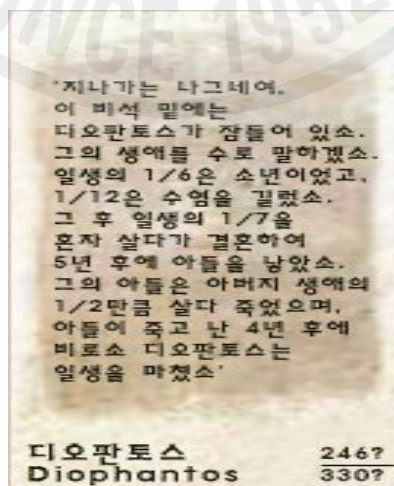 NCE 1952
'지나가는 나그네여,
이 비석 밑에는
디오판토스가 잠들어 있소.
그의 생애를 수로 말하겠소.
일생의 1/6은 소년이었고,
1/12은 수염을 길렀소.
그 후 일생의 1/7을
혼자 살다가 결혼하여
5년 후에 아들을 낳았소.
그의 아들은 아버지 생애의
1/2만큼 살다 죽었으며,
아들이 죽고 난 4년 후에
비로소 디오판토스는
일생을 마쳤소'
디오판토스 246?
Diophantos 330?